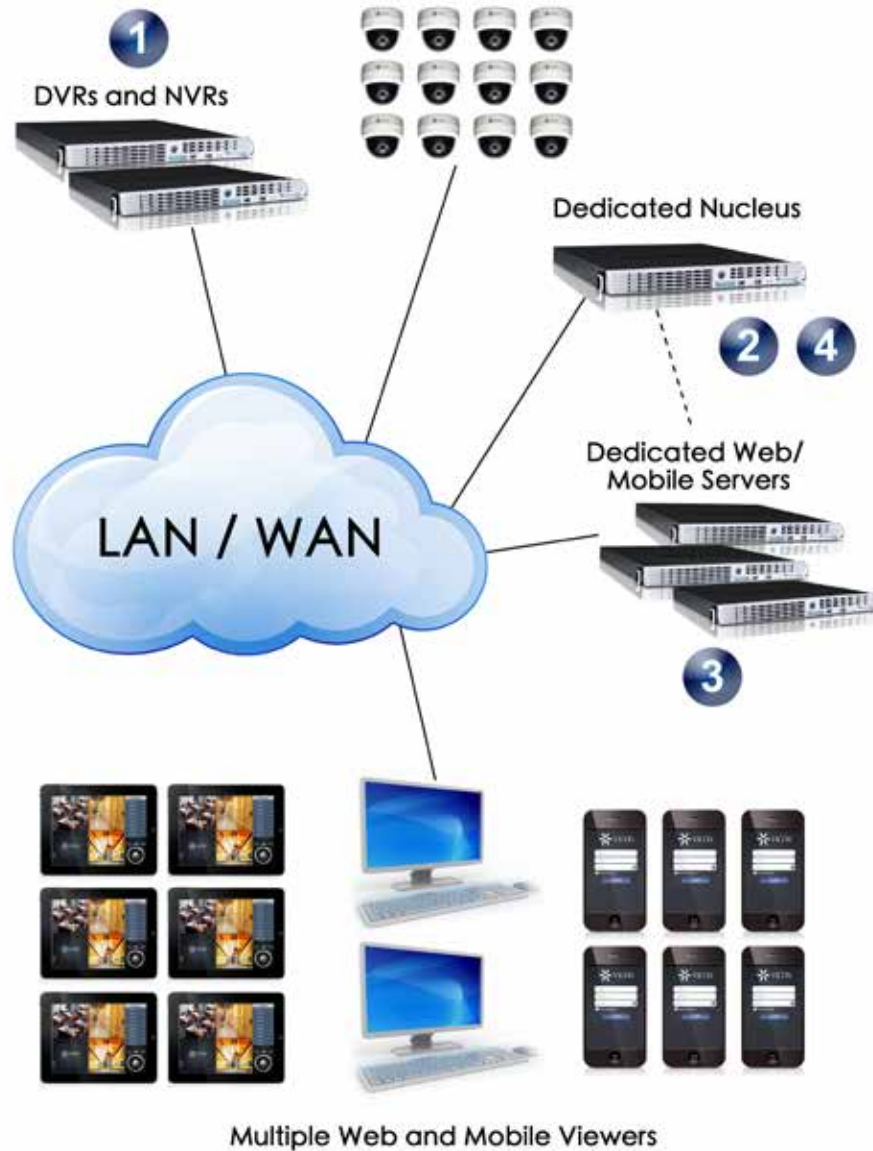 1
DVRs and NVRs
Dedicated Nucleus
2 4
Dedicated Web/
Mobile Servers
LAN / WAN
3
Multiple Web and Mobile Viewers